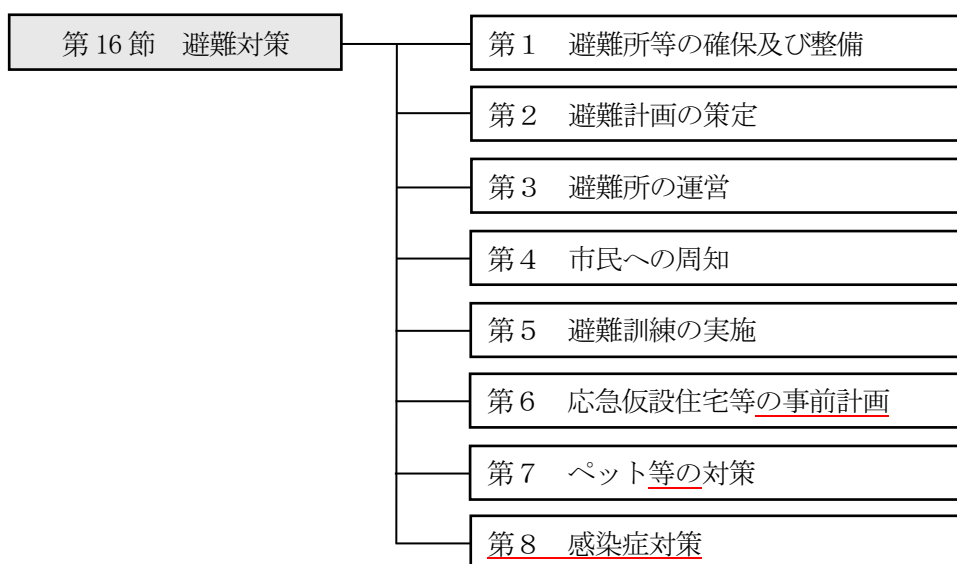 第16節　避難対策
第１　避難所等の確保及び整備
第２　避難計画の策定
第３　避難所の運営
第４　市民への周知
第５　避難訓練の実施
第６　応急仮設住宅等の事前計画
第７　ペット等の対策
第８　感染症対策